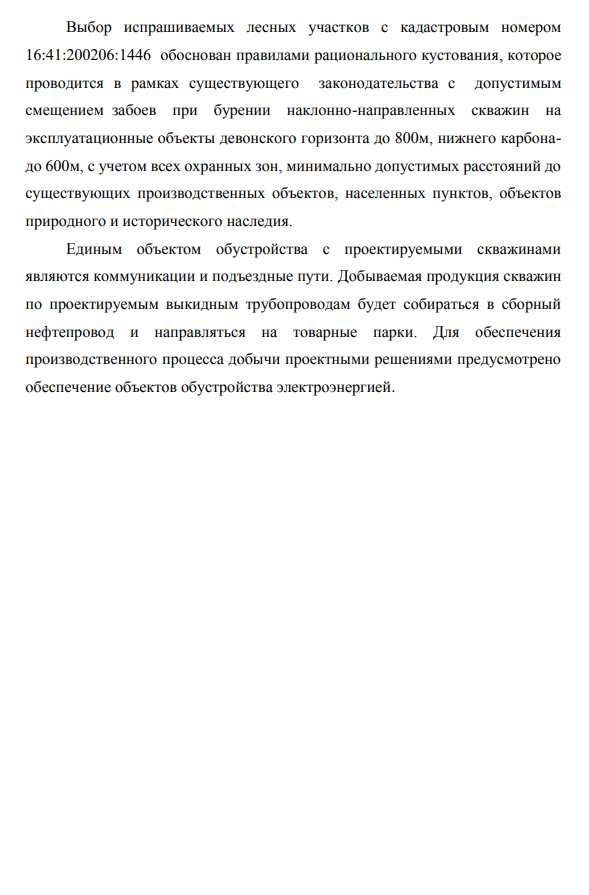 Выбор испрашиваемых лесных участков с кадастровым номером
16:41:200206:1446 обоснован правилами рационального кустования, которое
проводится в рамках существующего законодательства с допустимым
смещением забоев при бурении наклонно-направленных скважин на
эксплуатационные объекты девонского горизонта до 800м, нижнего карбона-
до 600м, с учетом всех охранных зон, минимально допустимых расстояний до
существующих производственных объектов, населенных пунктов, объектов
природного и исторического наследия.
Единым объектом обустройства с проектируемыми скважинами
являются коммуникации и подъездные пути. Добываемая продукция скважин
по проектируемым выкидным трубопроводам будет собираться в сборный
нефтепровод и направляться на товарные парки. Для обеспечения
производственного процесса добычи проектными решениями предусмотрено
обеспечение объектов обустройства электроэнергией.